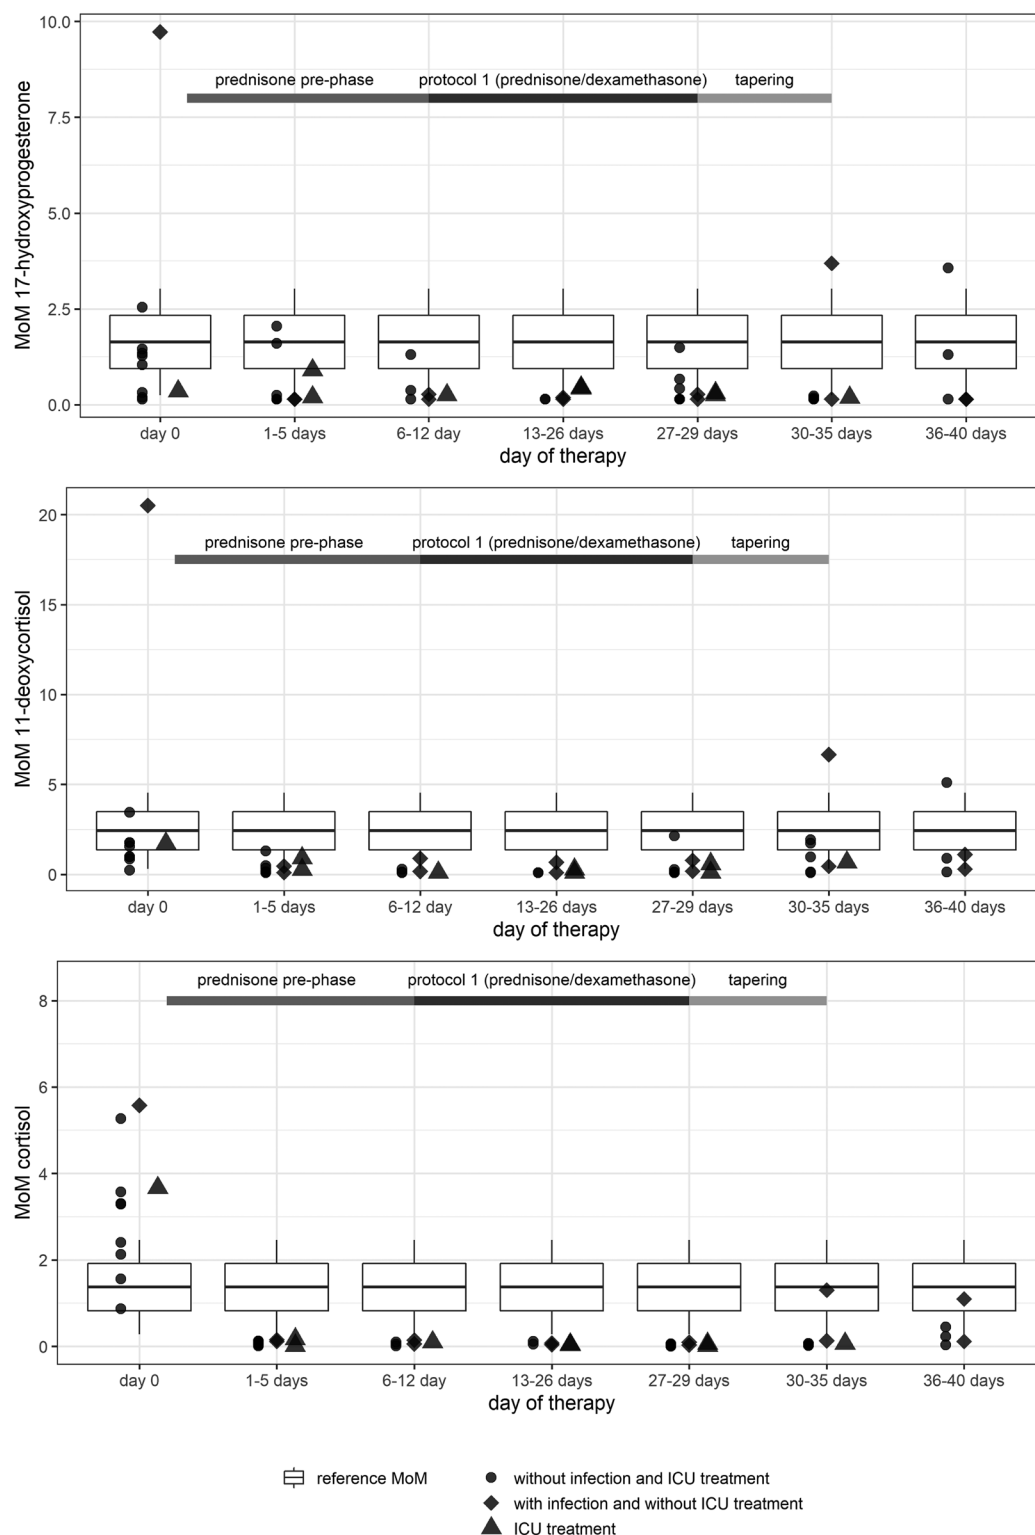 10.0
prednisone pre-phase protocol 1 (prednisone/dexamethasone) tapering
7.5
5.0
2.5
0.0
MoM 17-hydroxyprogesterone
day 0 1-5 days 6-12 day 13-26 days 27-29 days 30-35 days 36-40 days
day of therapy
20
prednisone pre-phase protocol 1 (prednisone/dexamethasone) tapering
15
10
5
0
MoM 11-deoxycortisol
day 0 1-5 days 6-12 day 13-26 days 27-29 days 30-35 days 36-40 days
day of therapy
prednisone pre-phase protocol 1 (prednisone/dexamethasone) tapering
8
6
4
2
0
MoM cortisol
day 0 1-5 days 6-12 day 13-26 days 27-29 days 30-35 days 36-40 days
day of therapy
reference MoM without infection and ICU treatment
with infection and without ICU treatment
ICU treatment